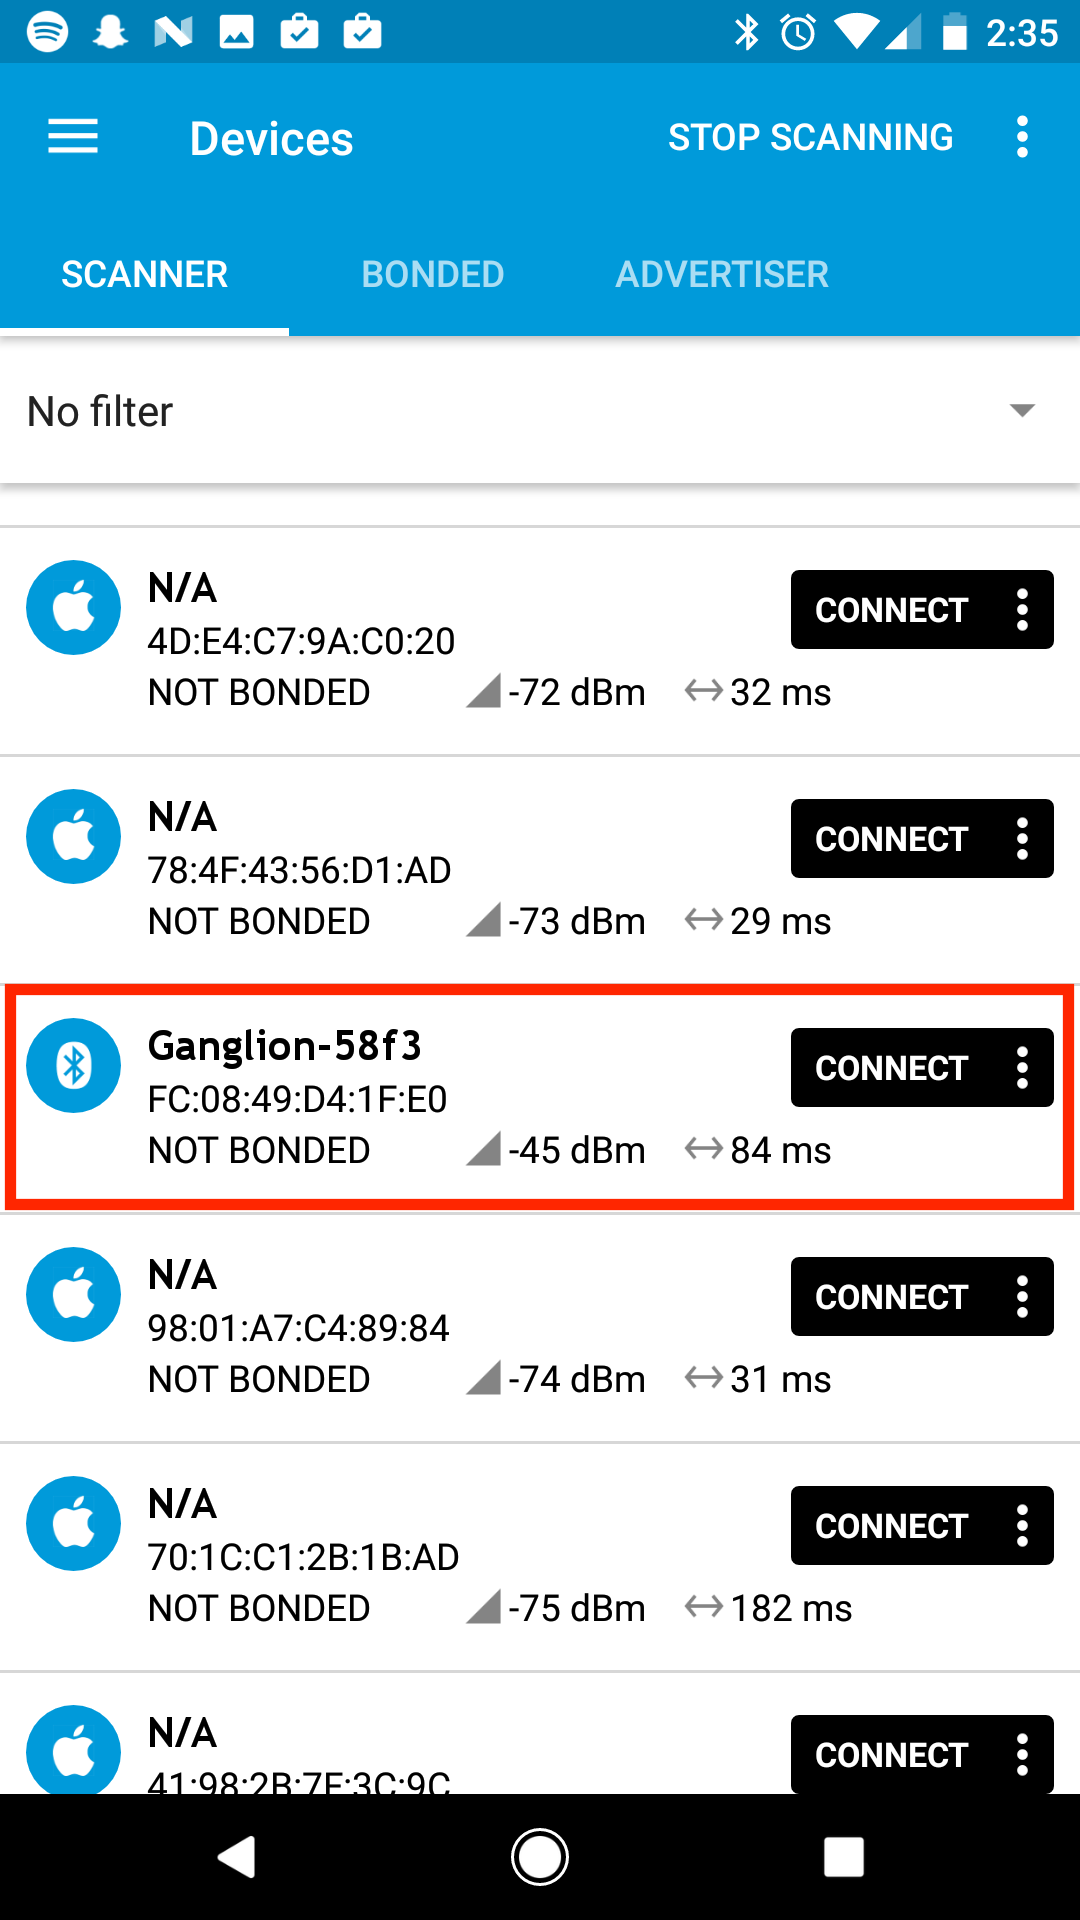 2:35
Devices STOP SCANNING
SCANNER BONDED ADVERTISER
No filter
N/A
CONNECT
4D:E4:C7:9A:C0:20
NOT BONDED -72 dBm 32 ms
N/A
CONNECT
78:4F:43:56:D1:AD
NOT BONDED -73 dBm 29 ms
Ganglion-58f3
CONNECT
FC:08:49:D4:1F:E0
NOT BONDED -45 dBm 84 ms
N/A
CONNECT
98:01:A7:C4:89:84
NOT BONDED -74 dBm 31 ms
N/A
CONNECT
70:1C:C1:2B:1B:AD
NOT BONDED -75 dBm 182 ms
N/A
CONNECT
41:98:2B:7F:3C:9C